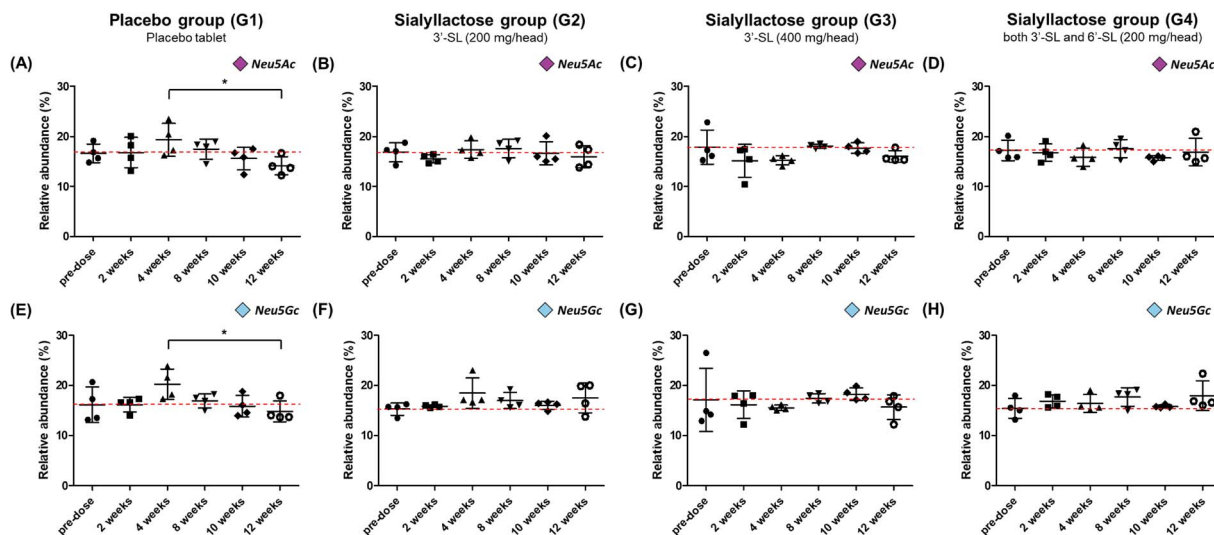 Placebo group (G1)
Placebo tablet
Sialyllactose group (G2)
3'-SL (200 mg/head)
Sialyllactose group (G3)
3'-SL (400 mg/head)
Sialyllactose group (G4)
both 3'-SL and 6'-SL (200 mg/head)
(A)
Neu5Ac
Relative abundance (%)
30
20
10
0
*
pre-dose
2 weeks
4 weeks
8 weeks
10 weeks
12 weeks
(B)
Neu5Ac
Relative abundance (%)
30
20
10
0
pre-dose
2 weeks
4 weeks
8 weeks
10 weeks
12 weeks
(C)
Neu5Ac
Relative abundance (%)
30
20
10
0
pre-dose
2 weeks
4 weeks
8 weeks
10 weeks
12 weeks
(D)
Neu5Ac
Relative abundance (%)
30
20
10
0
pre-dose
2 weeks
4 weeks
8 weeks
10 weeks
12 weeks
(E)
Neu5Gc
Relative abundance (%)
30
20
10
0
*
pre-dose
2 weeks
4 weeks
8 weeks
10 weeks
12 weeks
(F)
Neu5Gc
Relative abundance (%)
30
20
10
0
pre-dose
2 weeks
4 weeks
8 weeks
10 weeks
12 weeks
(G)
Neu5Gc
Relative abundance (%)
30
20
10
0
pre-dose
2 weeks
4 weeks
8 weeks
10 weeks
12 weeks
(H)
Neu5Gc
Relative abundance (%)
30
20
10
0
pre-dose
2 weeks
4 weeks
8 weeks
10 weeks
12 weeks